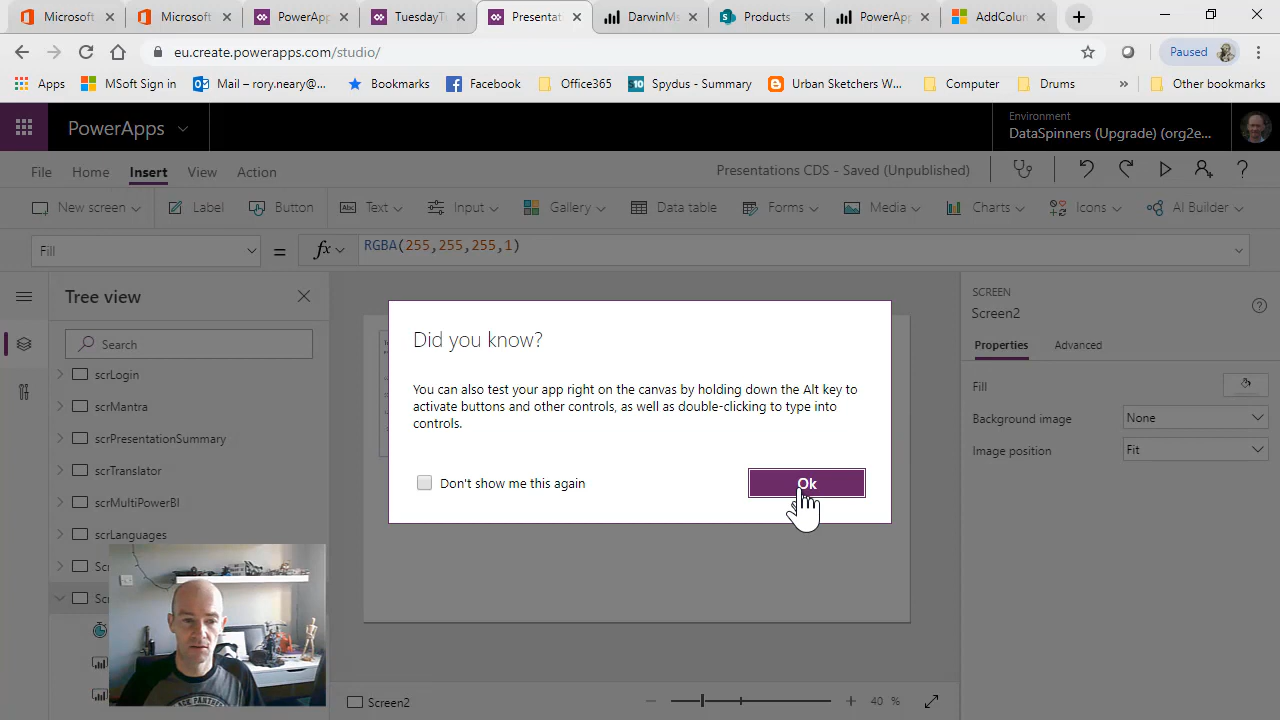 Microsoft
Microsoft
PowerApp
TuesdayT
Presentat
DarwinMs
Producti
PowerAp
AddColun
eu.create.powerapps.com/studio/
Paused
Apps
MSoft Sign in
Mail – rory.neary@...
Bookmarks
Facebook
Office365
Spydus - Summary
Urban Sketchers W...
Computer
Drums
Other bookmarks
PowerApps
Environment
DataSpinners (Upgrade) (org2e...
File
Home
Insert
View
Action
Presentations CDS - Saved (Unpublished)
New screen
Label
Button
Text
Input
Gallery
Data table
Forms
Media
Charts
Icons
AI Builder
Fill
=
fx
RGBA(255,255,255,1)
Tree view
Search
scrLogin
scrMantra
scrPresentationSummary
scrTranslator
scrMultiPowerBI
scrLanguages
Sc
Sc
Did you know?
You can also test your app right on the canvas by holding down the Alt key to
activate buttons and other controls, as well as double-clicking to type into
controls.
Don't show me this again
Ok
SCREEN
Screen2
Properties
Advanced
Fill
Background image
None
Image position
Fit
Screen2
40 %